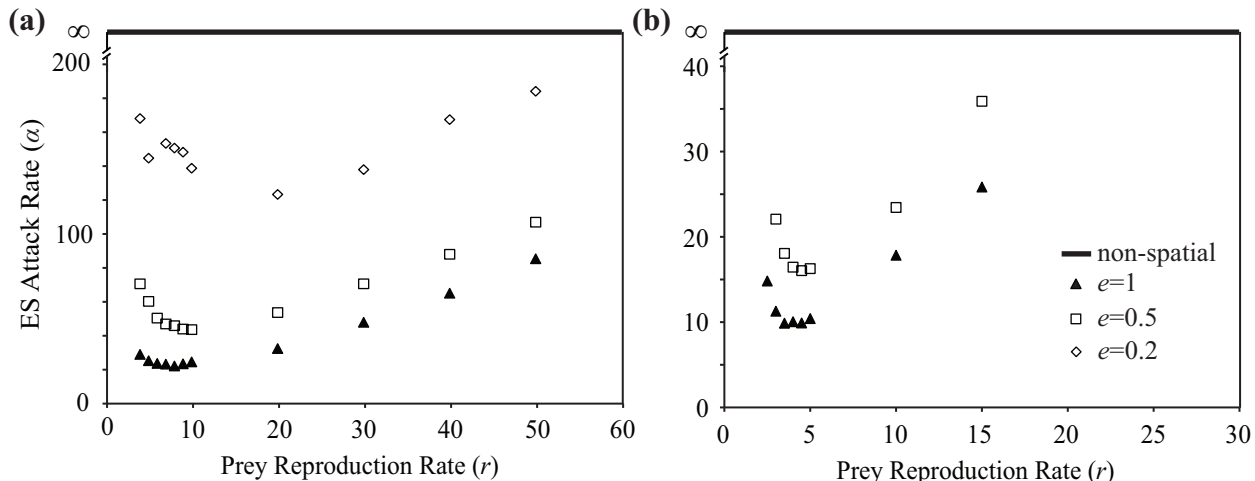 (a)
∞
200
100
0
0 10 20 30 40 50 60
ES Attack Rate (α)
Prey Reproduction Rate (r)
(b)
∞
40
30
20
10
0
0 5 10 15 20 25 30
Prey Reproduction Rate (r)
non-spatial
e=1
e=0.5
e=0.2